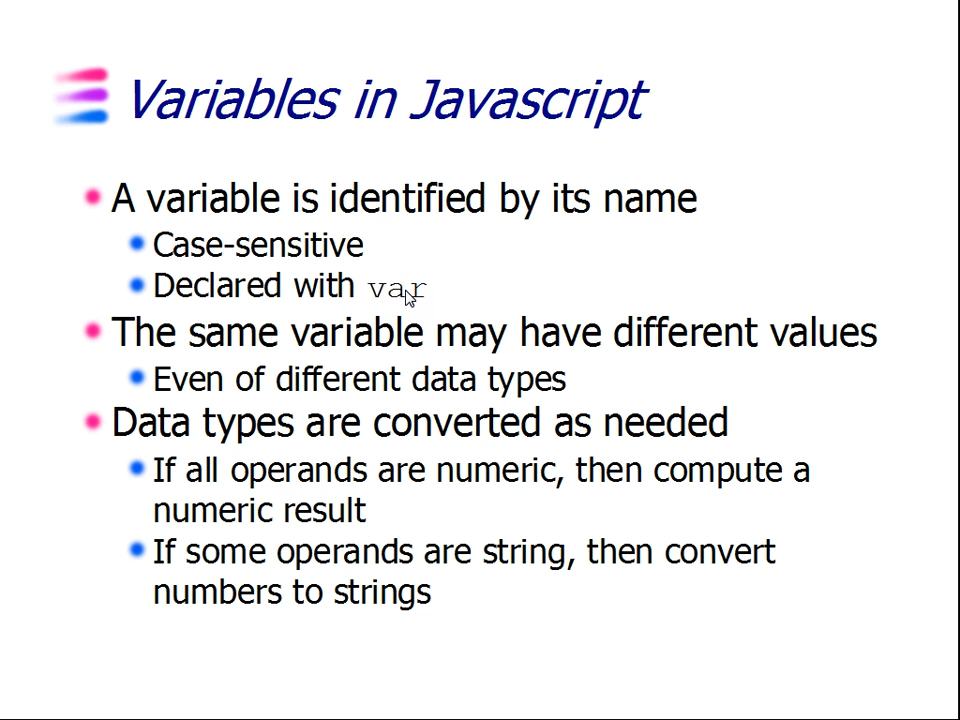 Variables in Javascript
A variable is identified by its name
Case-sensitive
Declared with var
The same variable may have different values
Even of different data types
Data types are converted as needed
If all operands are numeric, then compute a
numeric result
If some operands are string, then convert
numbers to strings